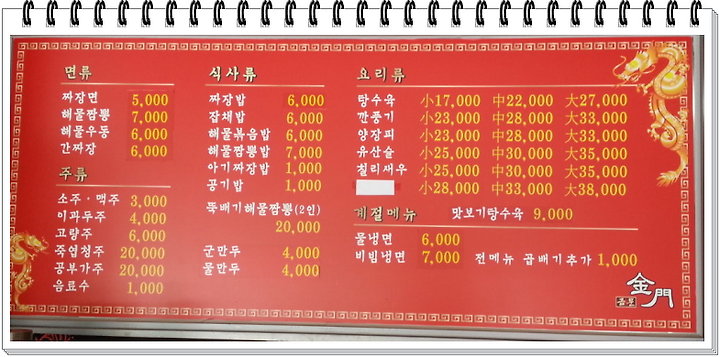 면류
짜장면 5,000
해물짬뽕 7,000
해물우동 6,000
간짜장 6,000
주류
소주·맥주 3,000
이과두주 4,000
고량주 6,000
죽엽청주 20,000
공부가주 20,000
음료수 1,000
식사류
짜장밥 6,000
잡채밥 6,000
해물볶음밥 6,000
해물짬뽕밥 7,000
아기짜장밥 1,000
공기밥 1,000
뚝배기해물짬뽕(2인)
20,000
군만두 4,000
물만두 4,000
요리류
탕수육 小17,000 中22,000 大27,000
깐풍기 小23,000 中28,000 大33,000
양장피 小23,000 中28,000 大33,000
유산슬 小25,000 中30,000 大35,000
칠리새우 小25,000 中30,000 大35,000
小28,000 中33,000 大38,000
계절메뉴 맛보기탕수육 9,000
물냉면 6,000
비빔냉면 7,000 전메뉴 곱배기추가 1,000
金門